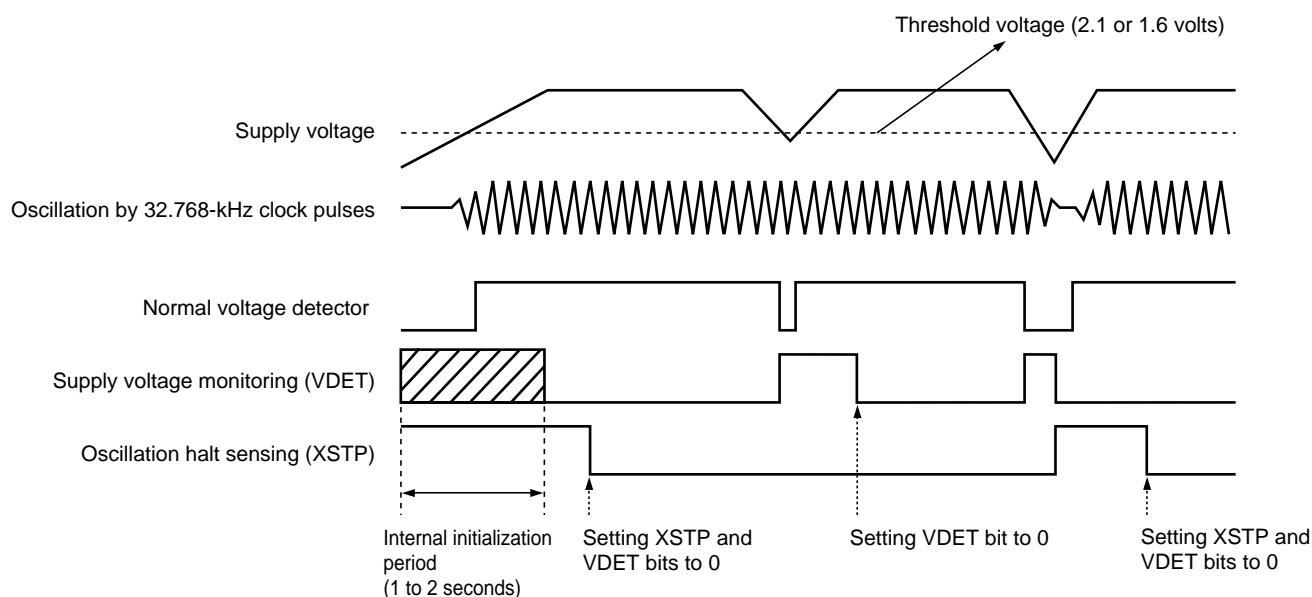 Threshold voltage (2.1 or 1.6 volts)
Supply voltage
Oscillation by 32.768-kHz clock pulses
Normal voltage detector
Supply voltage monitoring (VDET)
Oscillation halt sensing (XSTP)
Internal initialization
period
(1 to 2 seconds)
Setting XSTP and
VDET bits to 0
Setting VDET bit to 0
Setting XSTP and
VDET bits to 0